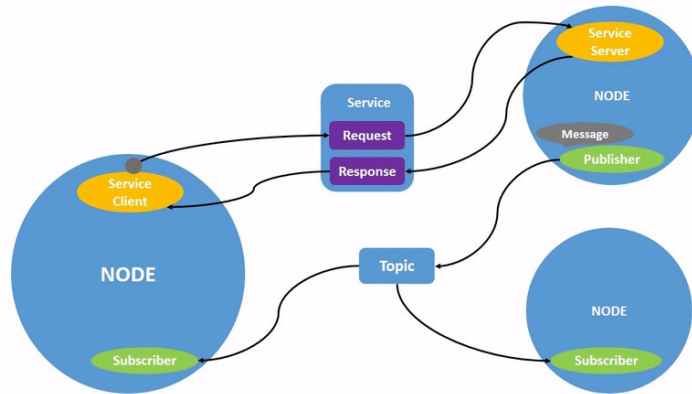 Service
Server
NODE
Message
Publisher
Service
Request
Response
Service
Client
NODE
Subscriber
Topic
NODE
Subscriber